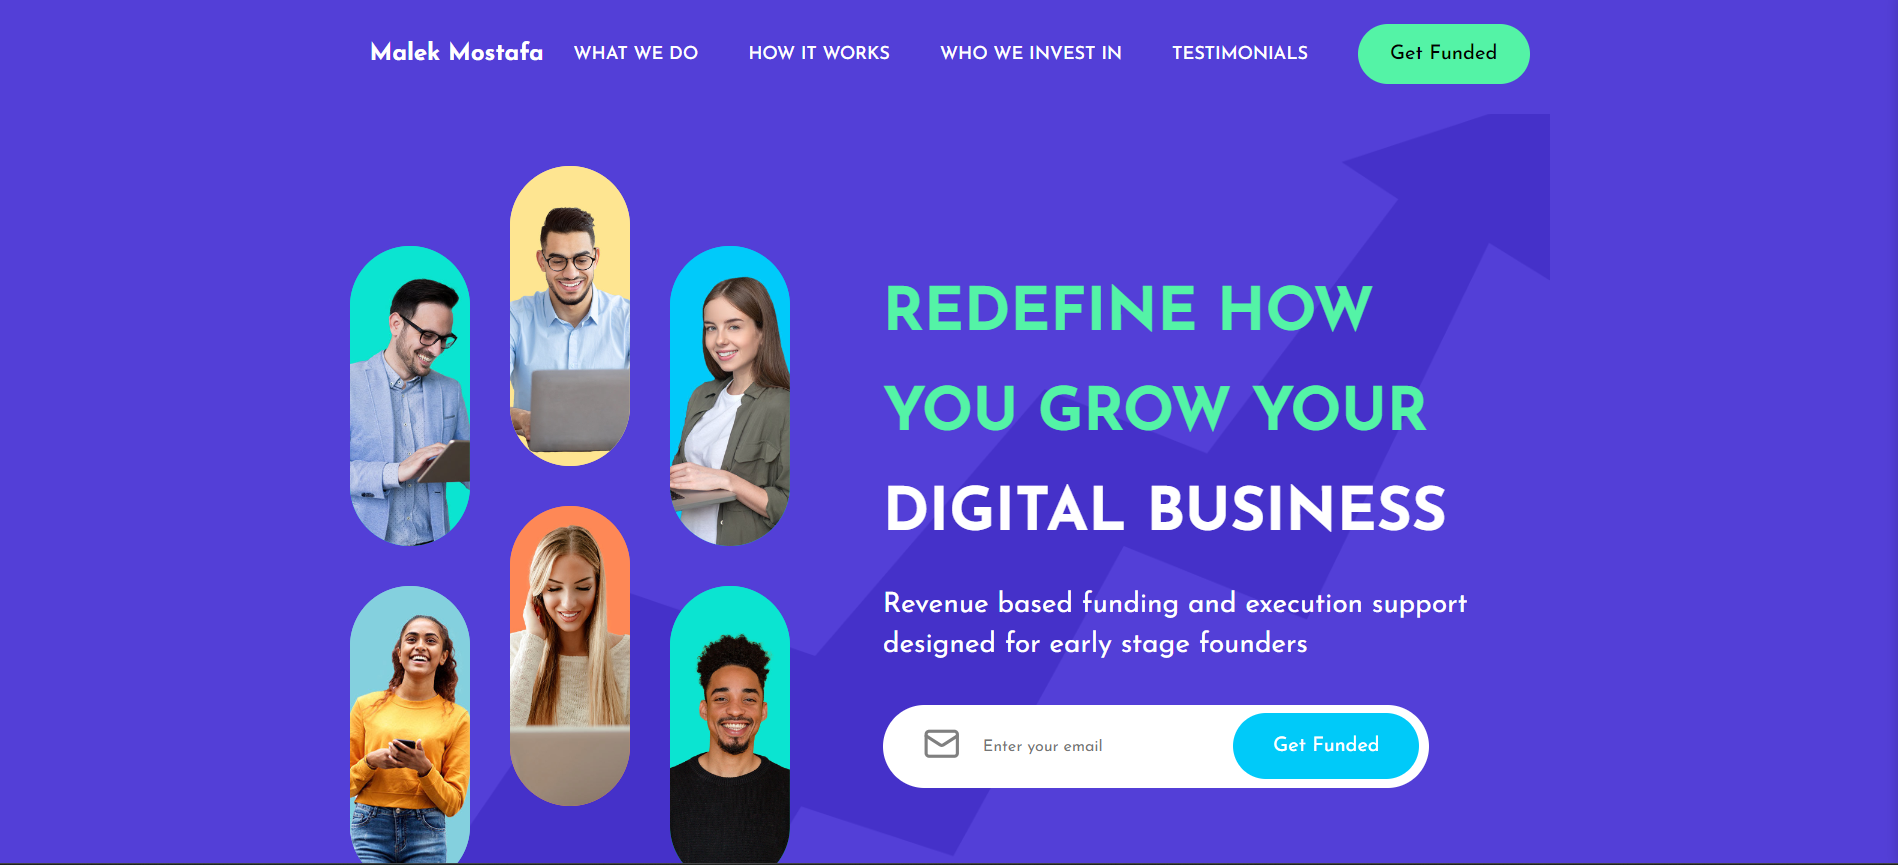 Malek Mostafa WHAT WE DO HOW IT WORKS WHO WE INVEST IN TESTIMONIALS Get Funded
REDEFINE HOW
YOU GROW YOUR
DIGITAL BUSINESS
Revenue based funding and execution support
designed for early stage founders
Enter your email Get Funded